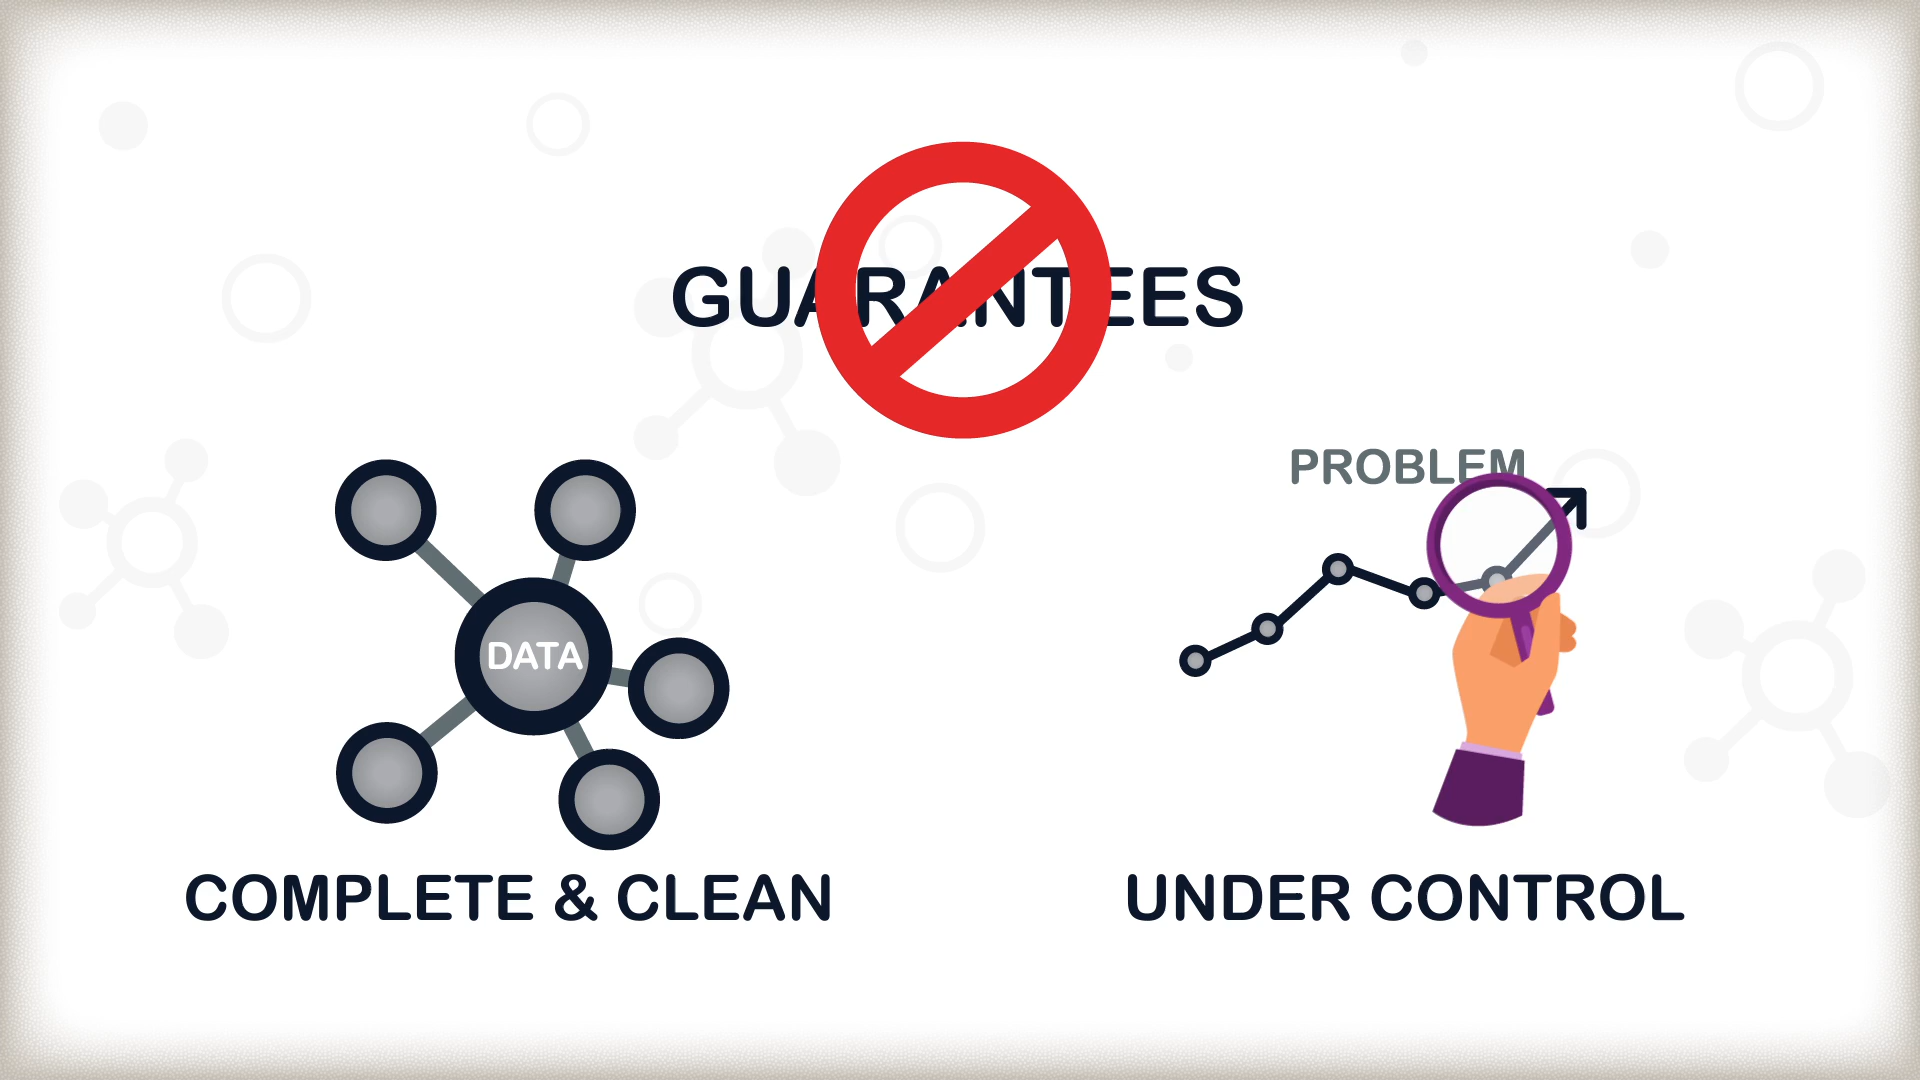 GUARANTEES
PROBLEM
DATA
COMPLETE & CLEAN
UNDER CONTROL